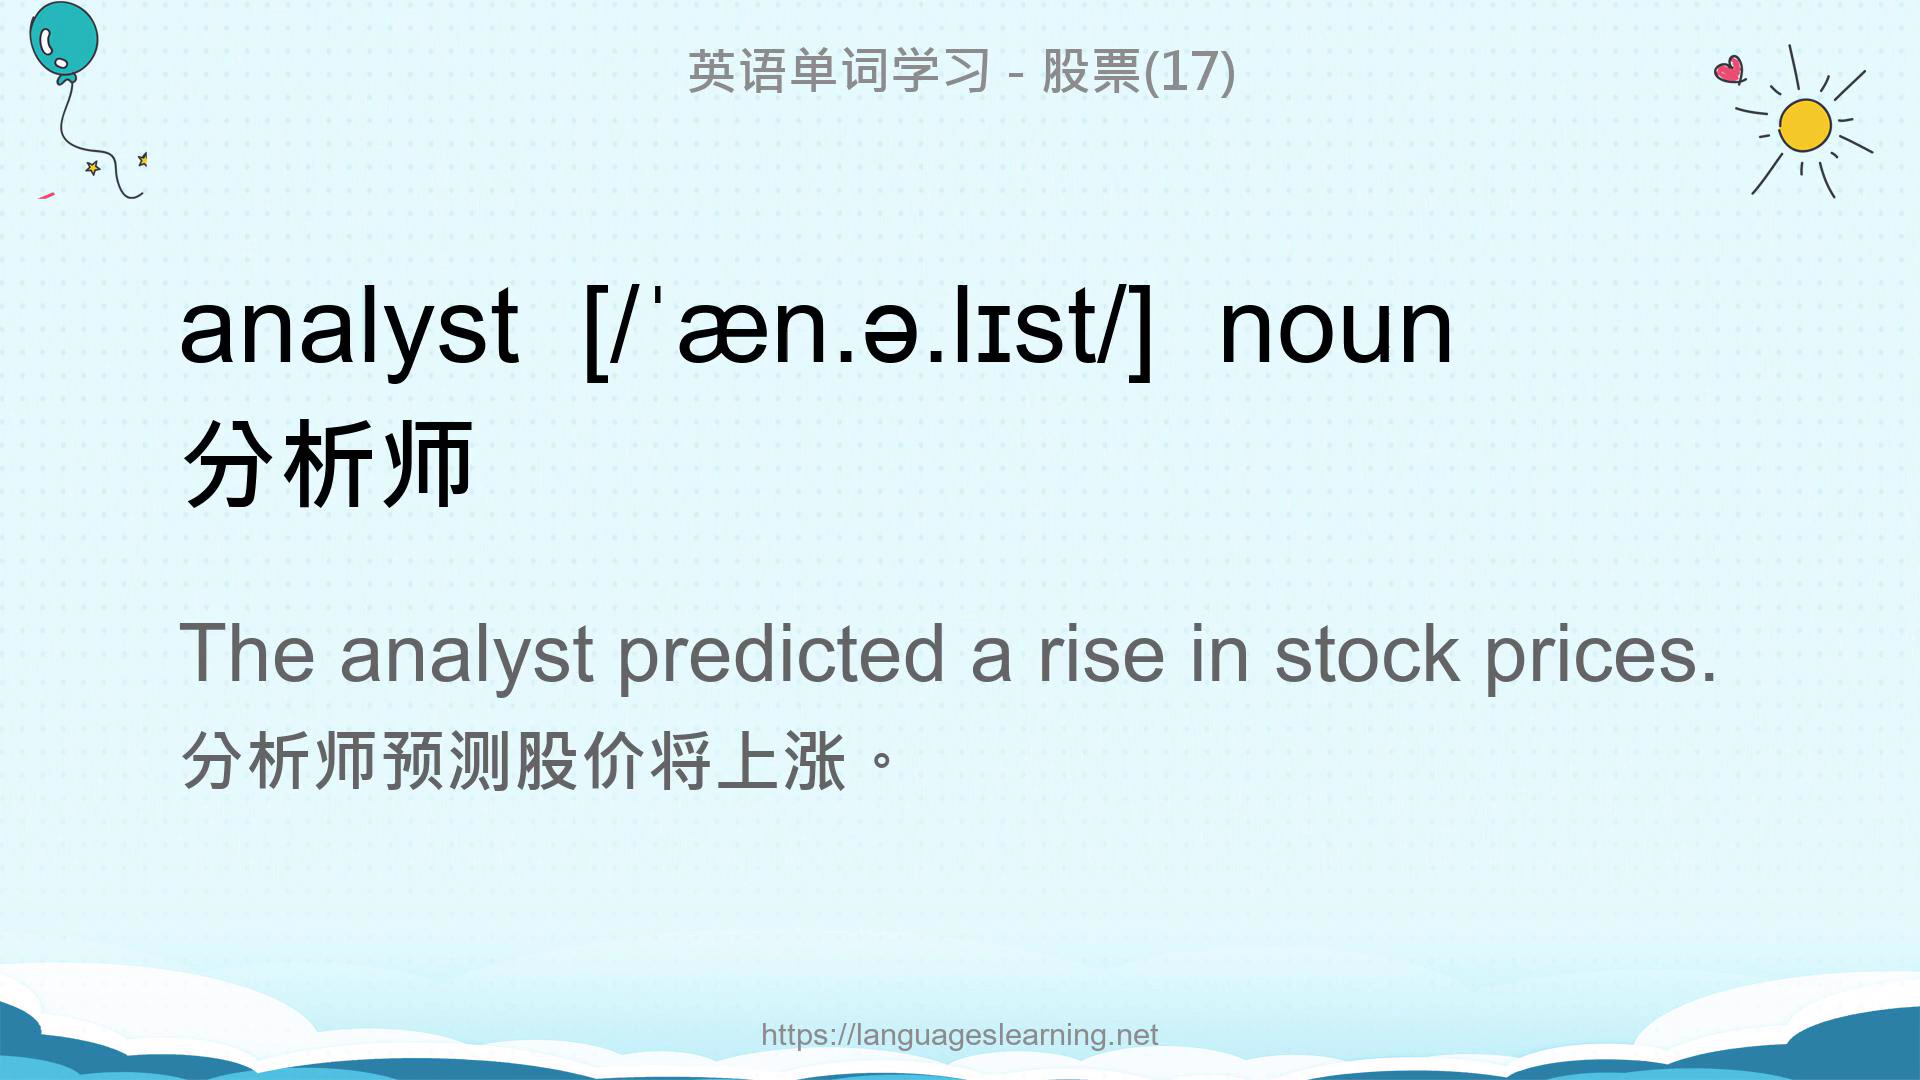 英语单词学习 - 股票(17)
analyst [/ˈæn.ə.lɪst/] noun
分析师
The analyst predicted a rise in stock prices.
分析师预测股价将上涨。
https://languageslearning.net